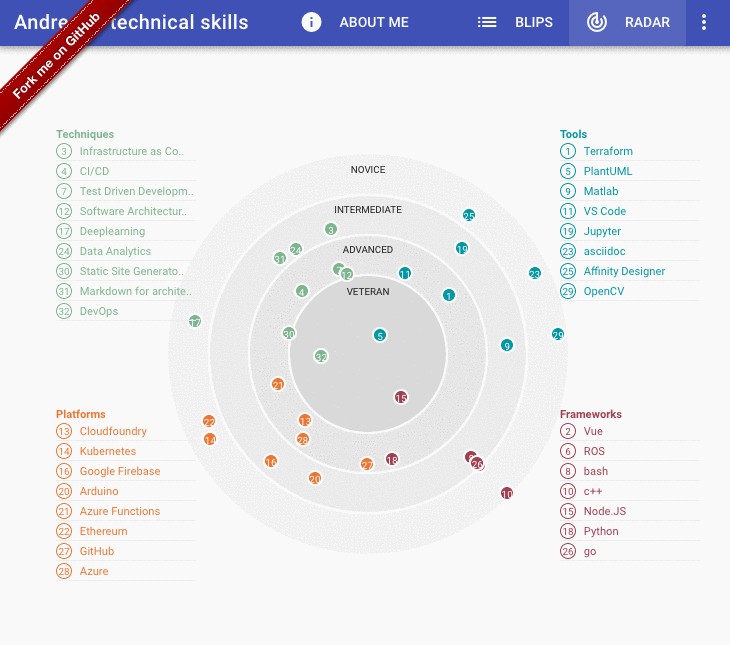 Andre technical skills
ABOUT ME
BLIPS
RADAR
Fork me on GitHub
Techniques
3 Infrastructure as Co..
4 CI/CD
7 Test Driven Developm..
12 Software Architectur..
17 Deeplearning
24 Data Analytics
30 Static Site Generato..
31 Markdown for archite..
32 DevOps
Tools
1 Terraform
5 PlantUML
9 Matlab
11 VS Code
19 Jupyter
23 asciidoc
25 Affinity Designer
29 OpenCV
NOVICE
INTERMEDIATE
ADVANCED
VETERAN
25
3
19
24
31
7
12
11
23
4
1
17
30
5
29
9
32
21
15
22
13
14
28
16
27
18
26
20
10
Platforms
13 Cloudfoundry
14 Kubernetes
16 Google Firebase
20 Arduino
21 Azure Functions
22 Ethereum
27 GitHub
28 Azure
Frameworks
2 Vue
6 ROS
8 bash
10 c++
15 Node.JS
18 Python
26 go